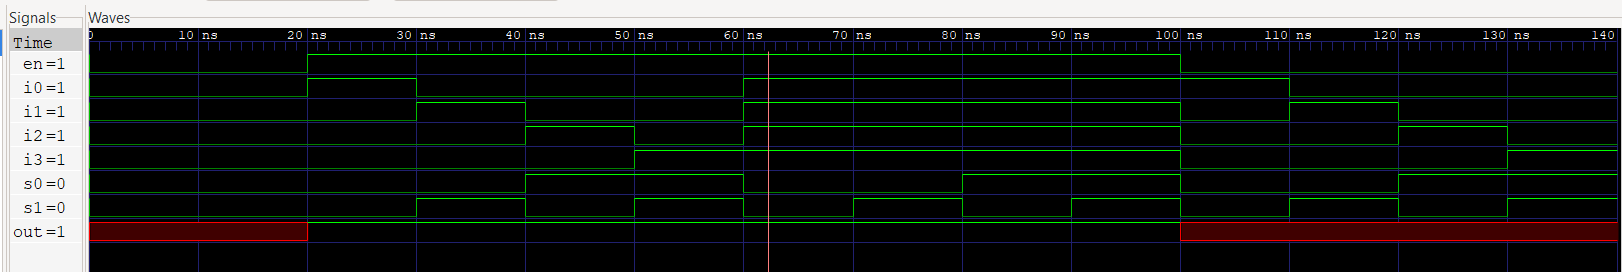 Signals
Waves
Time
0 10 ns 20 ns 30 ns 40 ns 50 ns 60 ns 70 ns 80 ns 90 ns 100 ns 110 ns 120 ns 130 ns 140
en=1
i0=1
i1=1
i2=1
i3=1
s0=0
s1=0
out=1